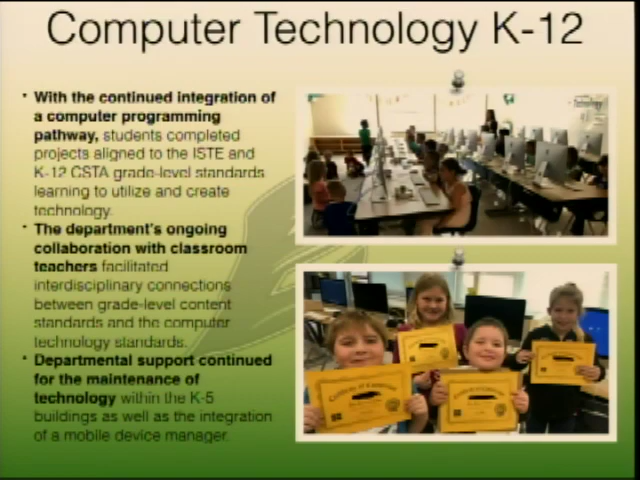 Computer Technology K-12
• With the continued integration of
a computer programming
pathway, students completed
projects aligned to the ISTE and
K-12 CSTA grade-level standards
learning to utilize and create
technology.
• The department's ongoing
collaboration with classroom
teachers facilitated
interdisciplinary connections
between grade-level content
standards and the computer
technology standards.
• Departmental support continued
for the maintenance of
technology within the K-5
buildings as well as the integration
of a mobile device manager.